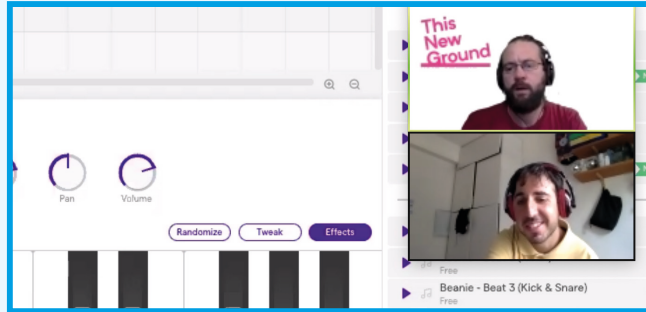 This
New
Ground
Pan
Volume
Randomize
Tweak
Effects
Free
Beanie - Beat 3 (Kick & Snare)
Free